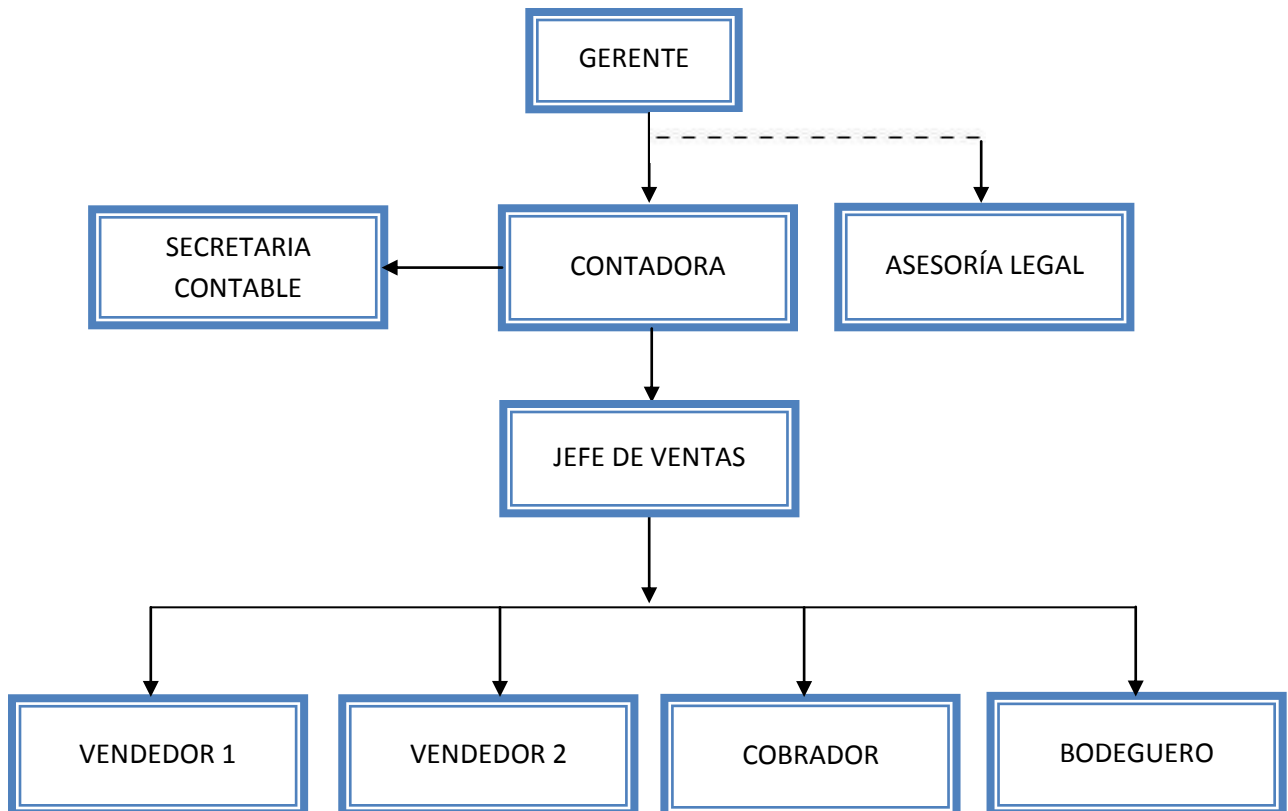 GERENTE
SECRETARIA
CONTABLE
CONTADORA
ASESORÍA LEGAL
JEFE DE VENTAS
VENDEDOR 1
VENDEDOR 2
COBRADOR
BODEGUERO